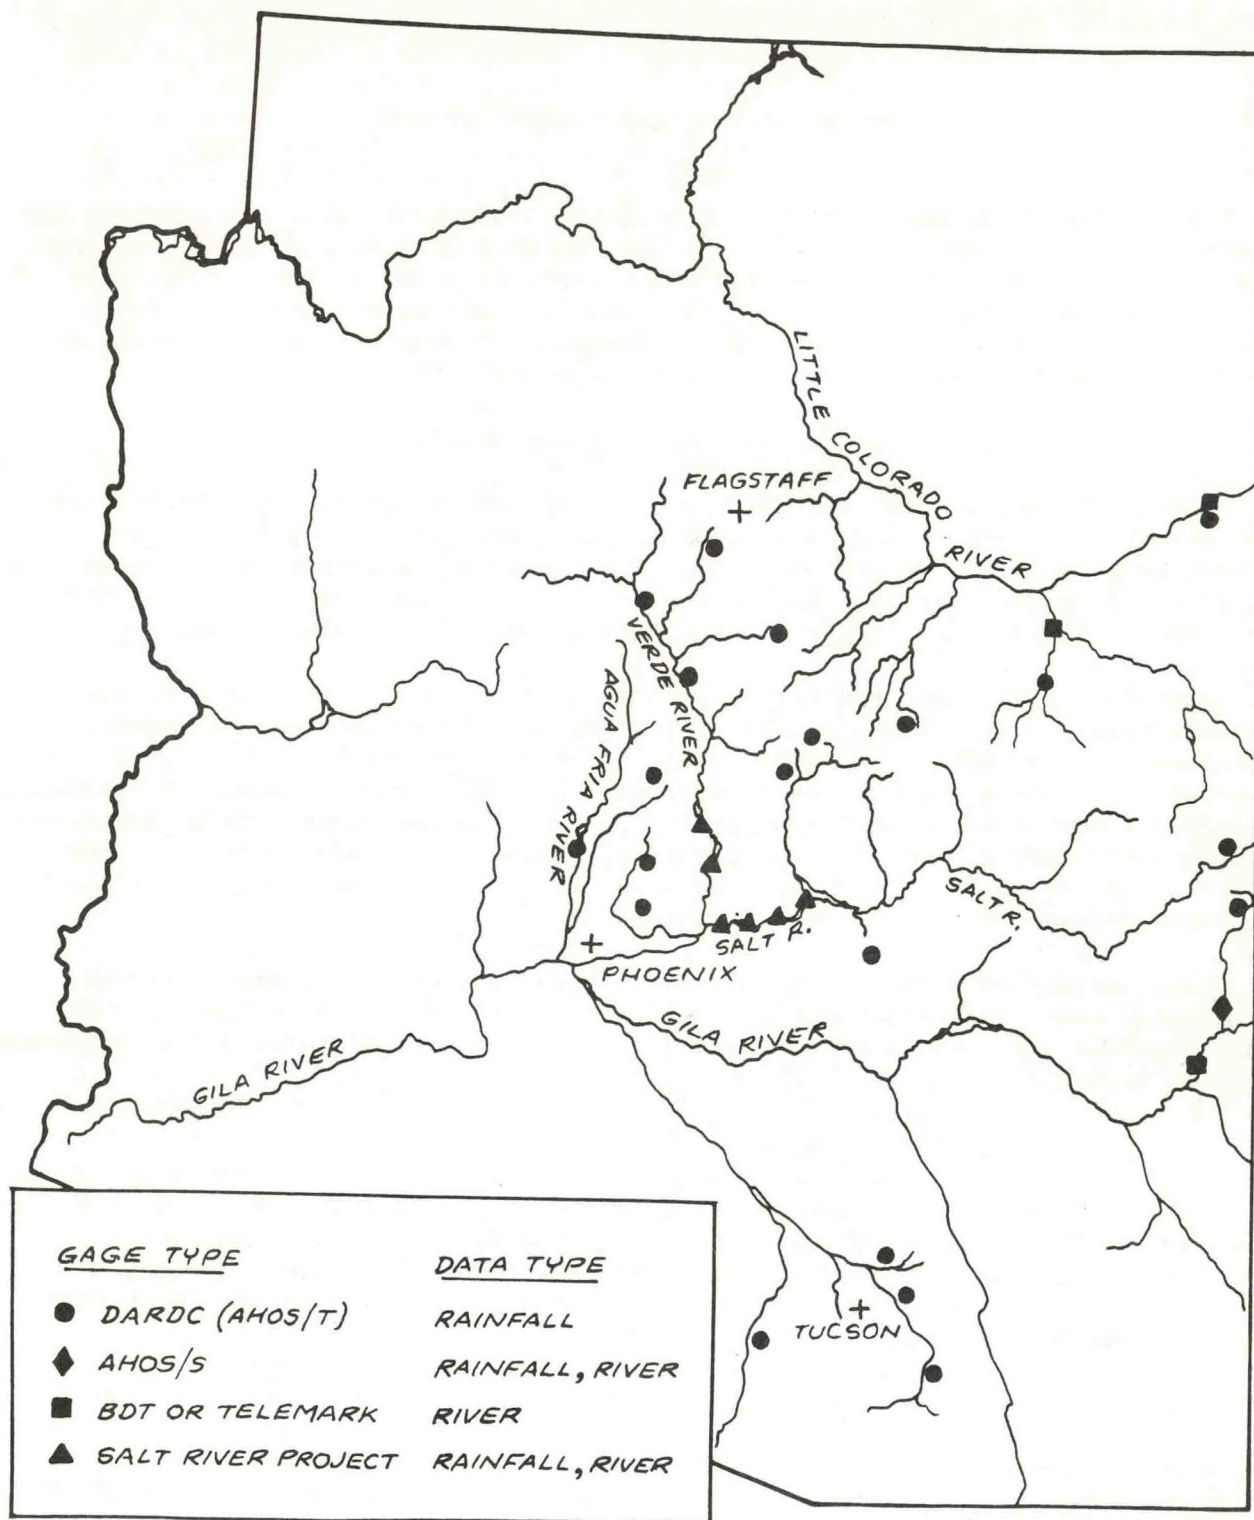 LITTLE COLORADO
RIVER
FLAGSTAFF
VERDE RIVER
AGUA FRIA RIVER
SALT R.
SALT R.
PHOENIX
GILA RIVER
GILA RIVER
TUCSON
GAGE TYPE DATA TYPE
DARDC (AHOS/T) RAINFALL
AHOS/S RAINFALL, RIVER
BDT OR TELEMARK RIVER
SALT RIVER PROJECT RAINFALL, RIVER